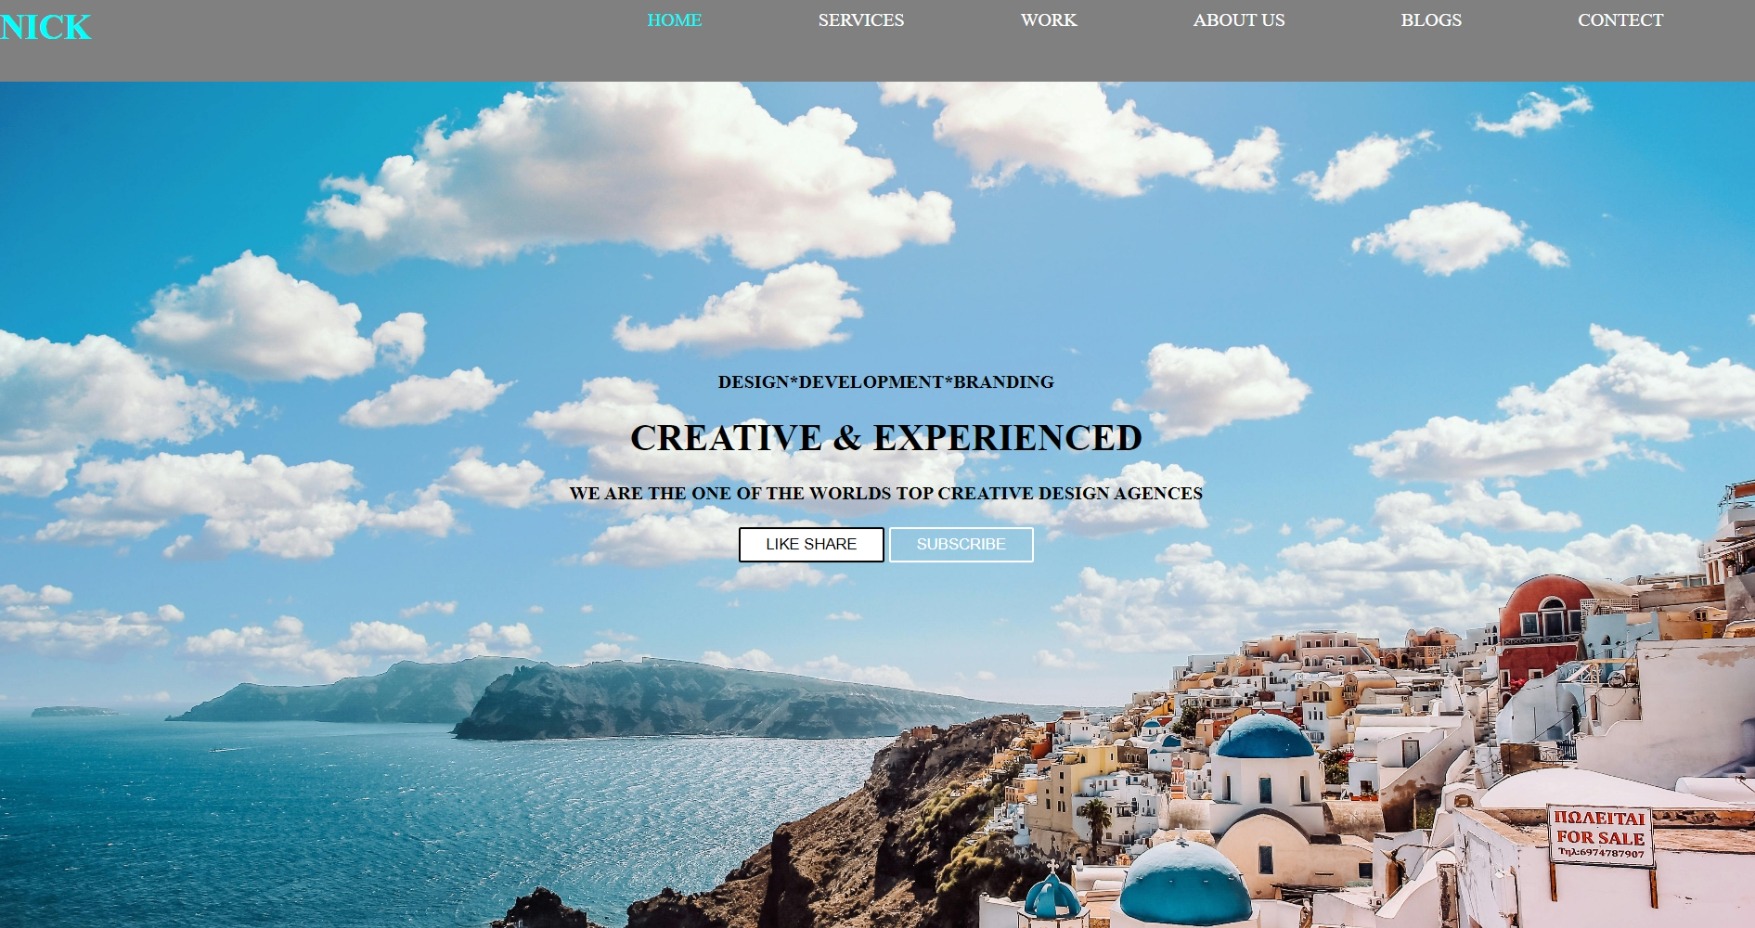 NICK
HOME SERVICES WORK ABOUT US BLOGS CONTECT
DESIGN*DEVELOPMENT*BRANDING
CREATIVE & EXPERIENCED
WE ARE THE ONE OF THE WORLDS TOP CREATIVE DESIGN AGENCES
LIKE SHARE SUBSCRIBE
ΠΩΛΕΙΤΑΙ
FOR SALE
Τηλ:6974787907